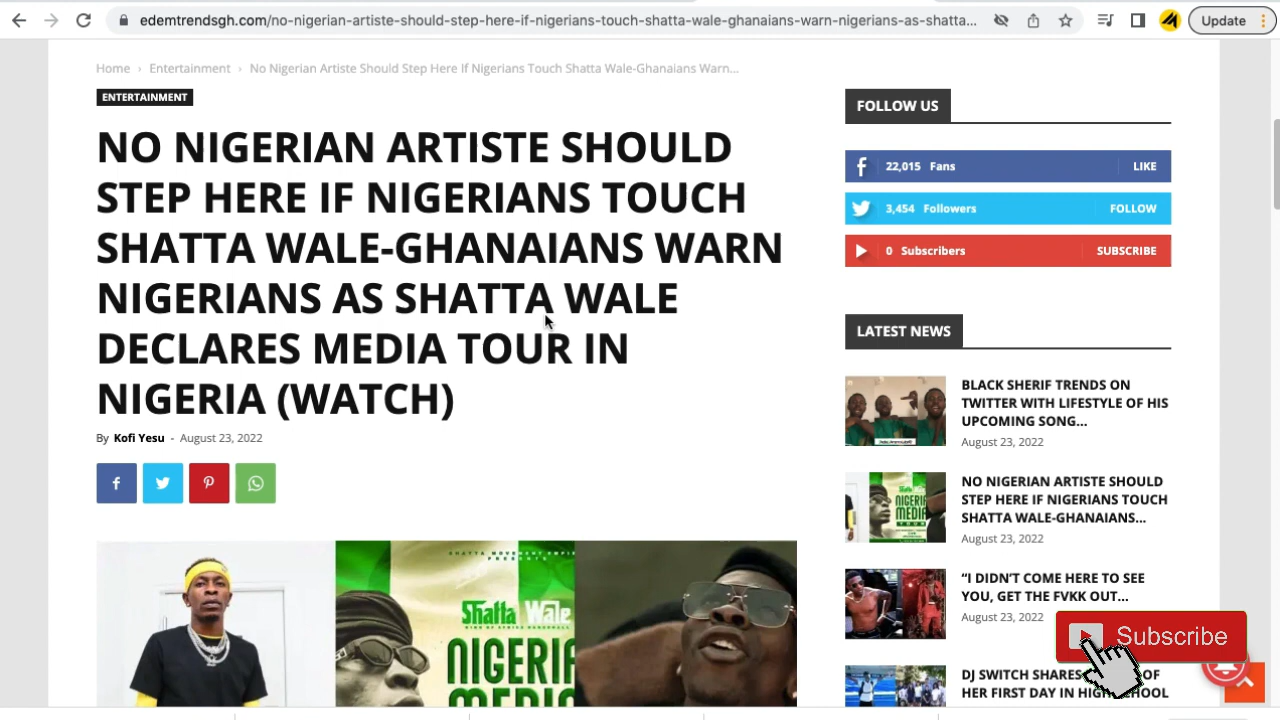 edemtrendsgh.com/no-nigerian-artiste-should-step-here-if-nigerians-touch-shatta-wale-ghanaians-warn-nigerians-as-shatta...
Update
Home › Entertainment › No Nigerian Artiste Should Step Here If Nigerians Touch Shatta Wale-Ghanaians Warn...
ENTERTAINMENT
NO NIGERIAN ARTISTE SHOULD
STEP HERE IF NIGERIANS TOUCH
SHATTA WALE-GHANAIANS WARN
NIGERIANS AS SHATTA WALE
DECLARES MEDIA TOUR IN
NIGERIA (WATCH)
By Kofi Yesu - August 23, 2022
SHATTA MOVEMENT EMPIRE
PRESENTS
Shatta Wale
NIGERIA
MEDIA
FOLLOW US
22,015 Fans LIKE
3,454 Followers FOLLOW
0 Subscribers SUBSCRIBE
LATEST NEWS
BLACK SHERIF TRENDS ON
TWITTER WITH LIFESTYLE OF HIS
UPCOMING SONG...
August 23, 2022
NO NIGERIAN ARTISTE SHOULD
STEP HERE IF NIGERIANS TOUCH
SHATTA WALE-GHANAIANS...
August 23, 2022
“I DIDN’T COME HERE TO SEE
YOU, GET THE FVKK OUT...
August 23, 2022
Subscribe
DJ SWITCH SHARES OF
HER FIRST DAY IN HIGH SCHOOL